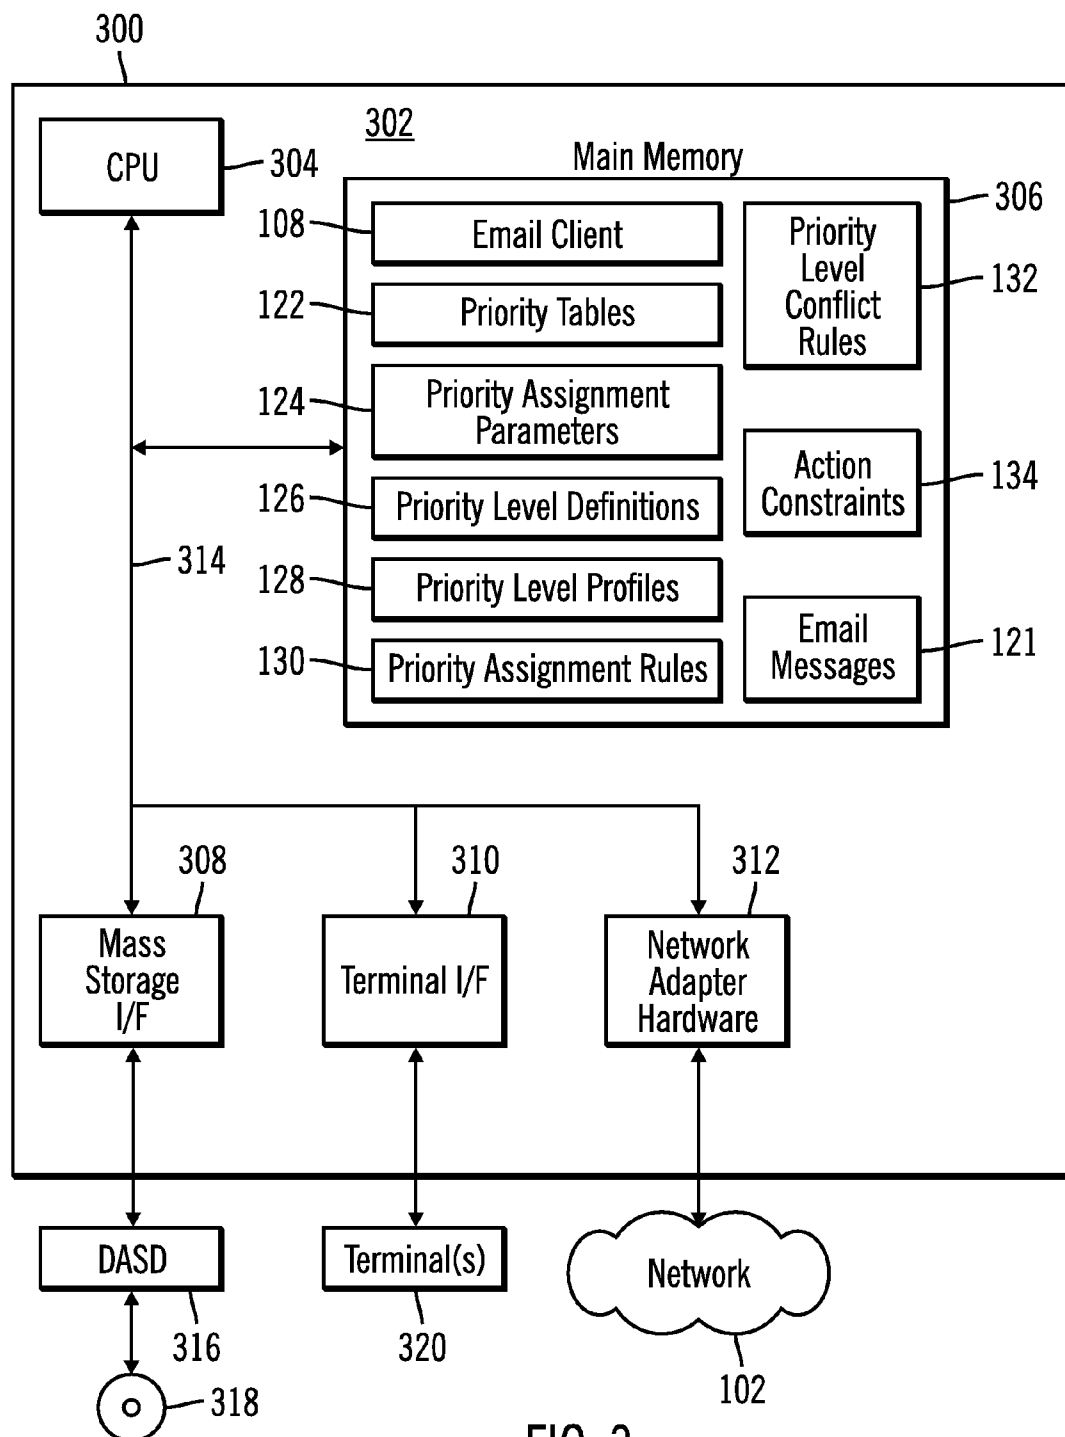 300
302
CPU
304
Main Memory
306
108
Email Client
122
Priority Tables
124
Priority Assignment
Parameters
126
Priority Level Definitions
128
Priority Level Profiles
130
Priority Assignment Rules
Priority
Level
Conflict
Rules
132
Action
Constraints
134
Email
Messages
121
314
308
Mass
Storage
I/F
310
Terminal I/F
312
Network
Adapter
Hardware
DASD
316
318
Terminal(s)
320
Network
102